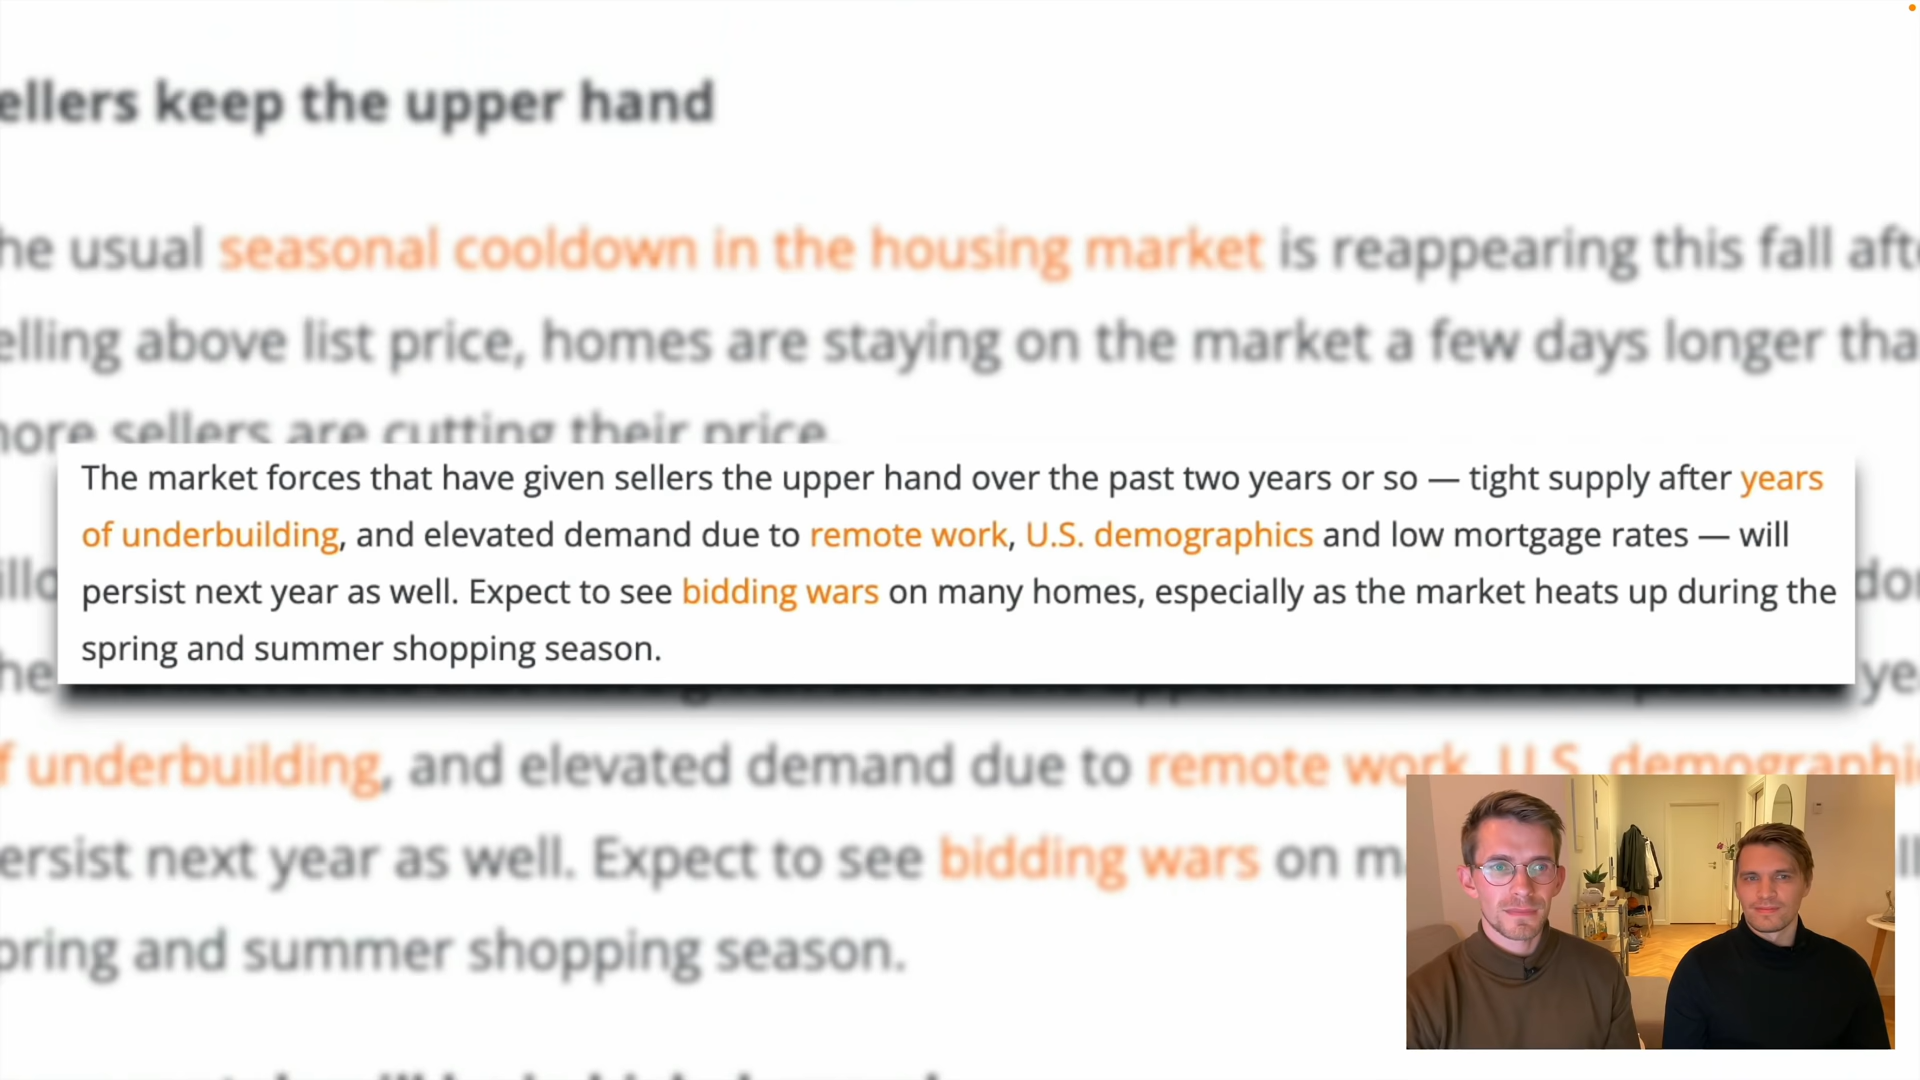 ellers keep the upper hand
he usual seasonal cooldown in the housing market is reappearing this fall
elling above list price, homes are staying on the market a few days longer
ore sellers are cutting their price.
The market forces that have given sellers the upper hand over the past two years or so — tight supply after years
of underbuilding, and elevated demand due to remote work, U.S. demographics and low mortgage rates — will
persist next year as well. Expect to see bidding wars on many homes, especially as the market heats up during the
spring and summer shopping season.
f underbuilding, and elevated demand due to remote work, U.S.
ersist next year as well. Expect to see bidding wars on
pring and summer shopping season.